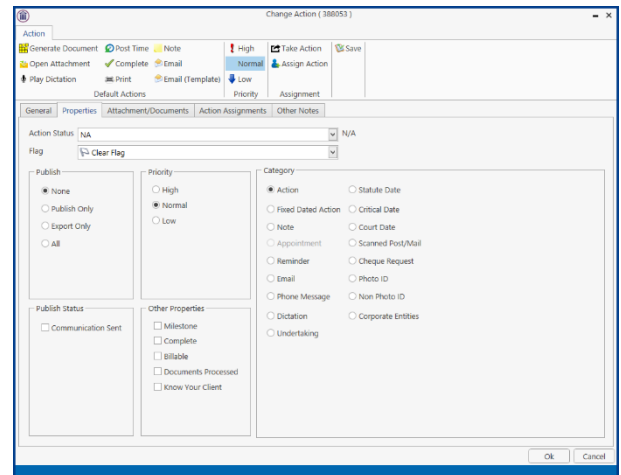 Change Action ( 388053 )
Action
Generate Document Post Time Note High Take Action Save
Open Attachment Complete Email Normal Assign Action
Play Dictation Print Email (Template) Low
Default Actions Priority Assignment
General Properties Attachment/Documents Action Assignments Other Notes
Action Status NA N/A
Flag Clear Flag
Publish Priority Category
None High Action Statute Date
Publish Only Normal Fixed Dated Action Critical Date
Export Only Low Note Court Date
All Appointment Scanned Post/Mail
Reminder Cheque Request
Email Photo ID
Phone Message Non Photo ID
Publish Status Other Properties
Dictation Corporate Entities
Communication Sent Milestone
Undertaking
Complete
Billable
Documents Processed
Know Your Client
Ok Cancel